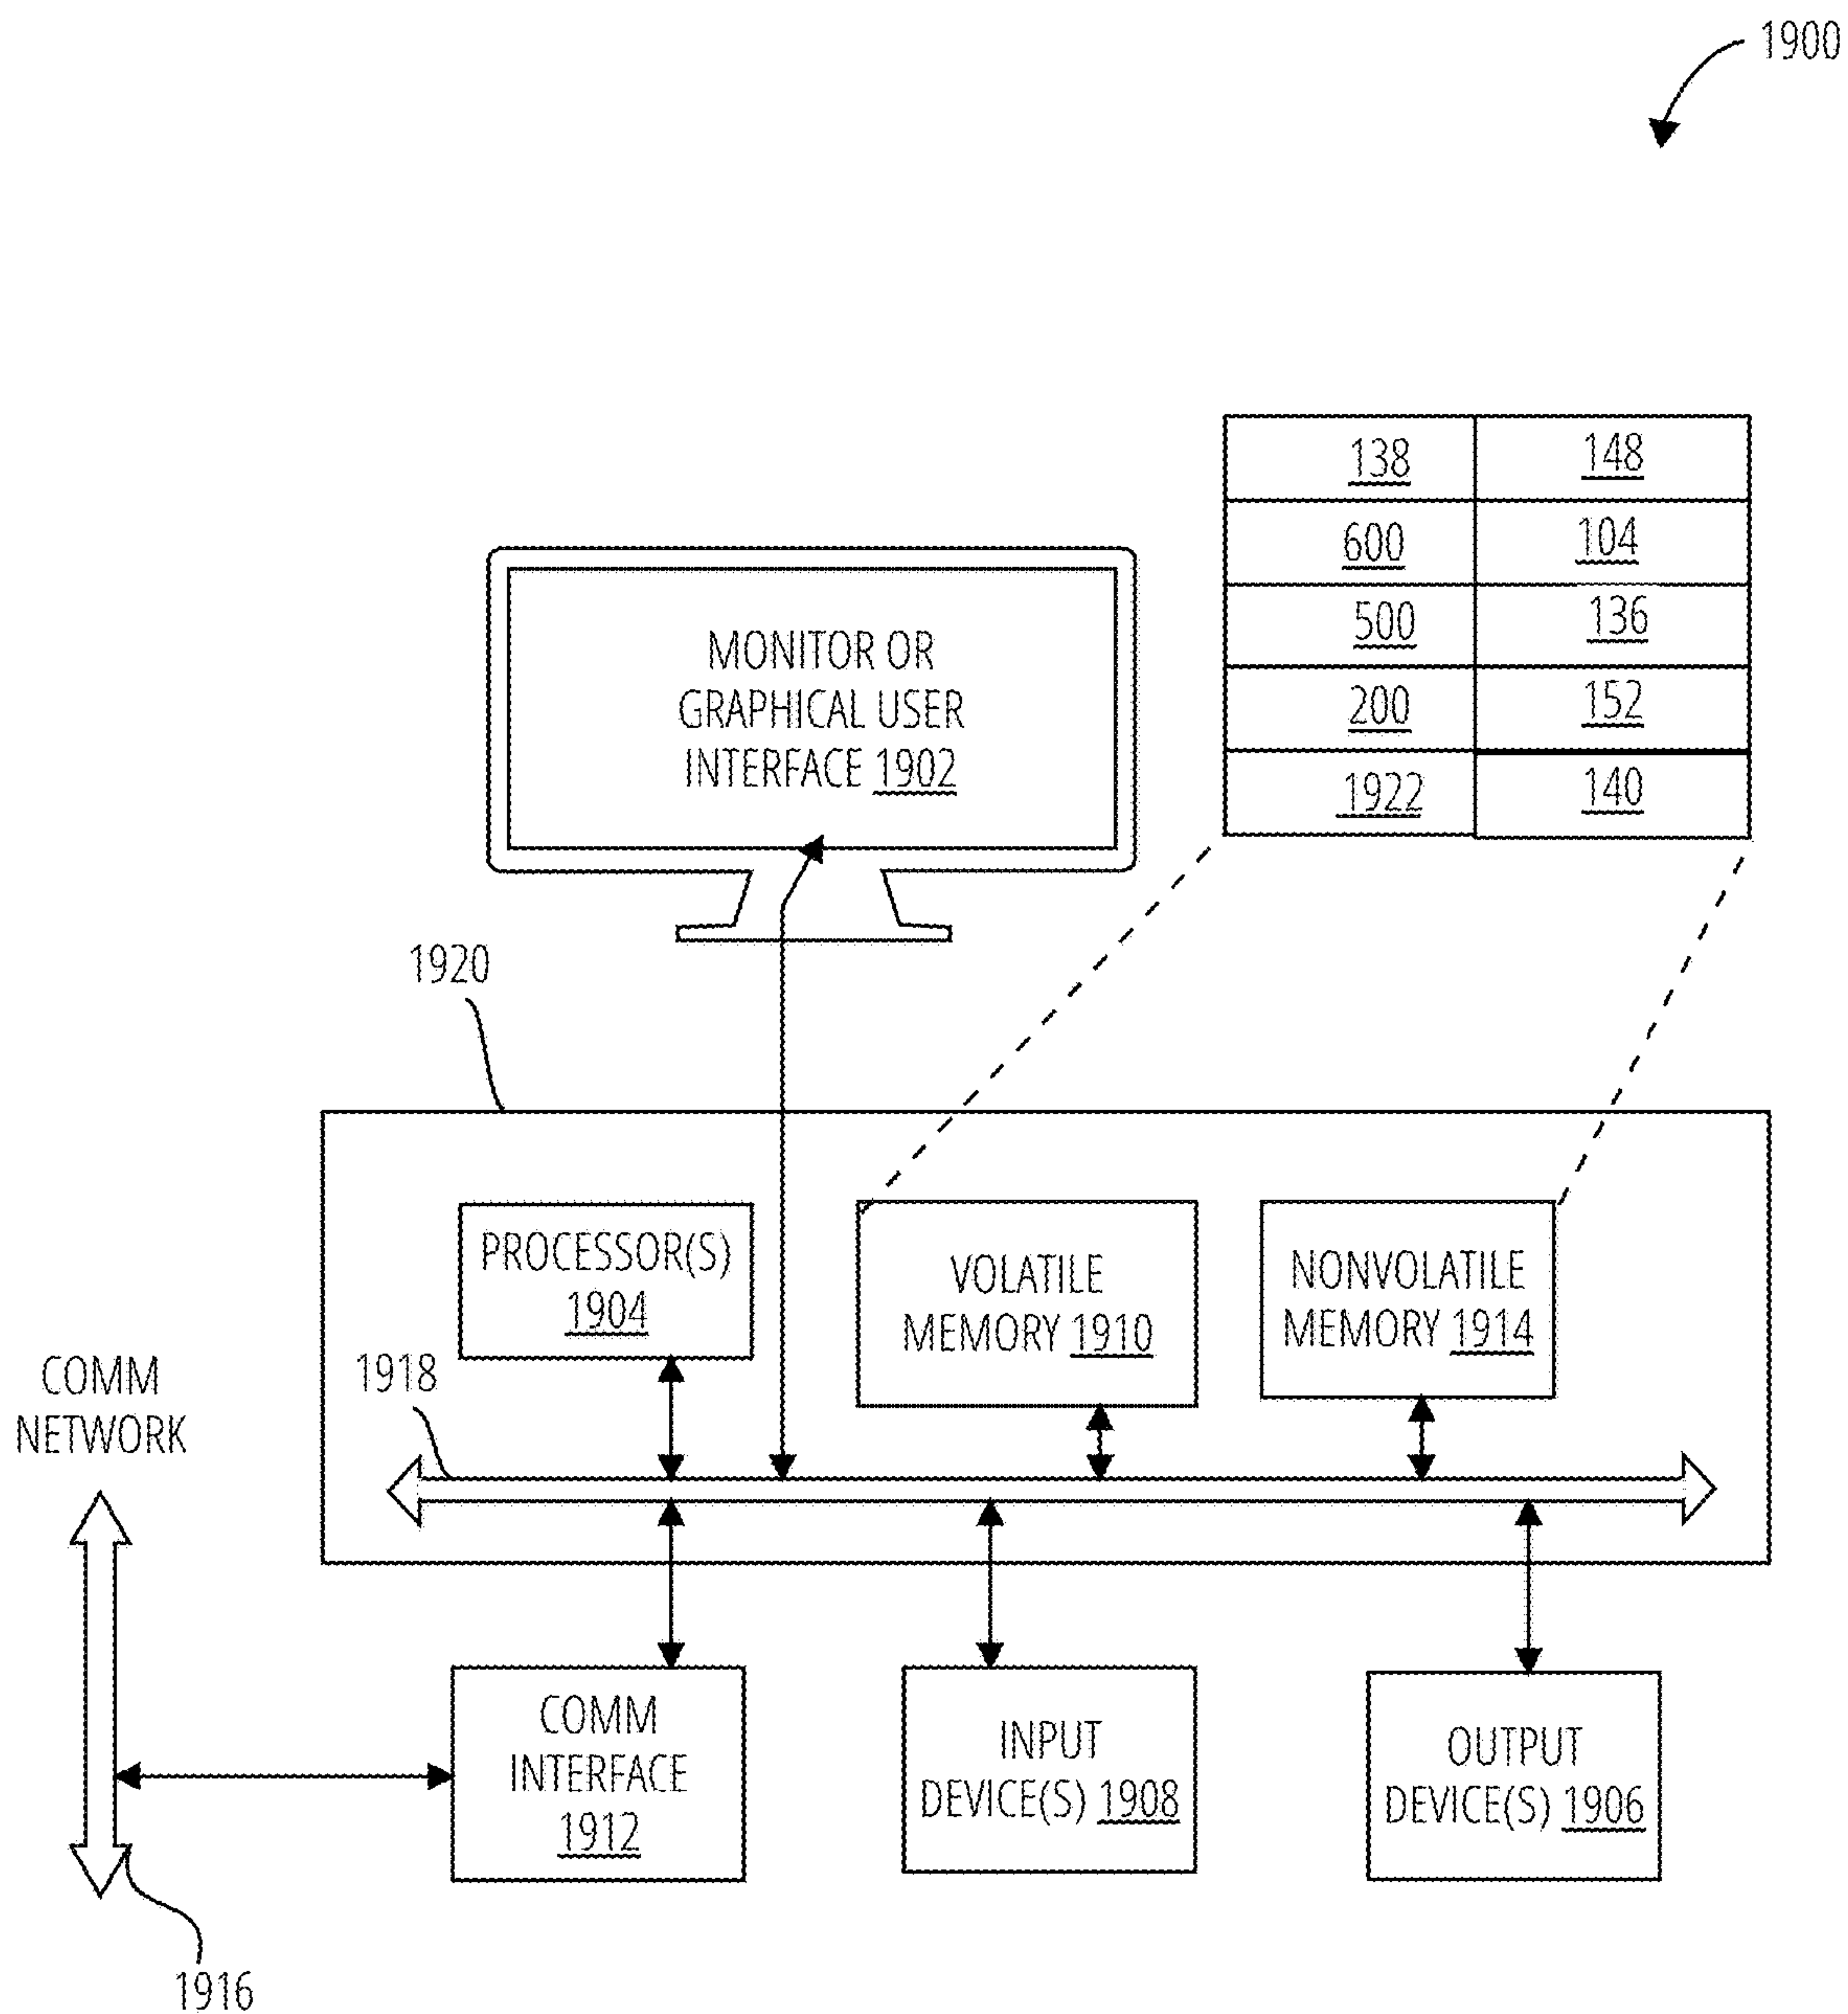 1900
138 148
600 104
500 136
200 152
1922 140
MONITOR OR
GRAPHICAL USER
INTERFACE 1902
1920
PROCESSOR(S)
1904
VOLATILE
MEMORY 1910
NONVOLATILE
MEMORY 1914
1918
COMM
NETWORK
COMM
INTERFACE
1912
INPUT
DEVICE(S) 1908
OUTPUT
DEVICE(S) 1906
1916